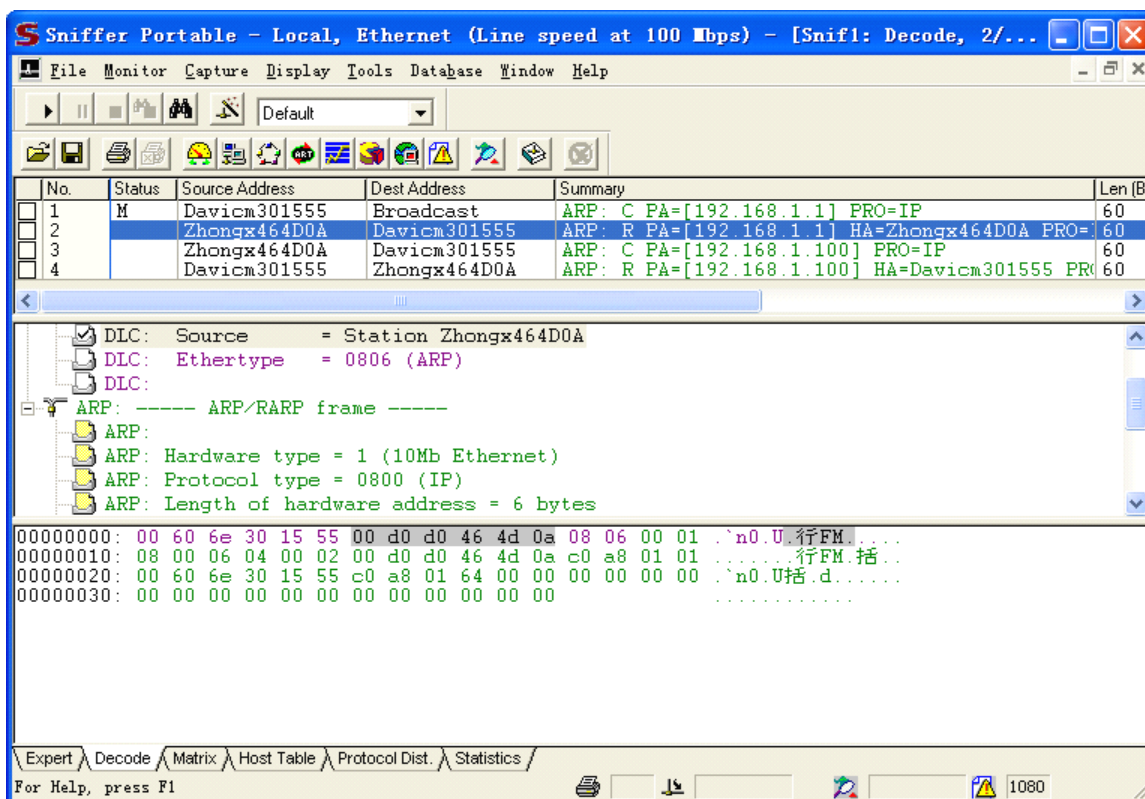 Sniffer Portable - Local, Ethernet (Line speed at 100 Mbps) - [Snif1: Decode, 2/...
File Monitor Capture Display Tools Database Window Help
Default
ART
No. Status Source Address Dest Address Summary Len (B
1 M Davicm301555 Broadcast ARP: C PA=[192.168.1.1] PRO=IP 60
2 Zhongx464D0A Davicm301555 ARP: R PA=[192.168.1.1] HA=Zhongx464D0A PRO= 60
3 Zhongx464D0A Davicm301555 ARP: C PA=[192.168.1.100] PRO=IP 60
4 Davicm301555 Zhongx464D0A ARP: R PA=[192.168.1.100] HA=Davicm301555 PR 60
DLC: Source = Station Zhongx464D0A
DLC: Ethertype = 0806 (ARP)
DLC:
ARP: ----- ARP/RARP frame -----
ARP:
ARP: Hardware type = 1 (10Mb Ethernet)
ARP: Protocol type = 0800 (IP)
ARP: Length of hardware address = 6 bytes
00000000: 00 60 6e 30 15 55 00 d0 d0 46 4d 0a 08 06 00 01 .`n0.U.行FM.....
00000010: 08 00 06 04 00 02 00 d0 d0 46 4d 0a c0 a8 01 01 .......行FM.括..
00000020: 00 60 6e 30 15 55 c0 a8 01 64 00 00 00 00 00 00 .`n0.U括.d......
00000030: 00 00 00 00 00 00 00 00 00 00 00 00 ............
Expert Decode Matrix Host Table Protocol Dist. Statistics
For Help, press F1 1080